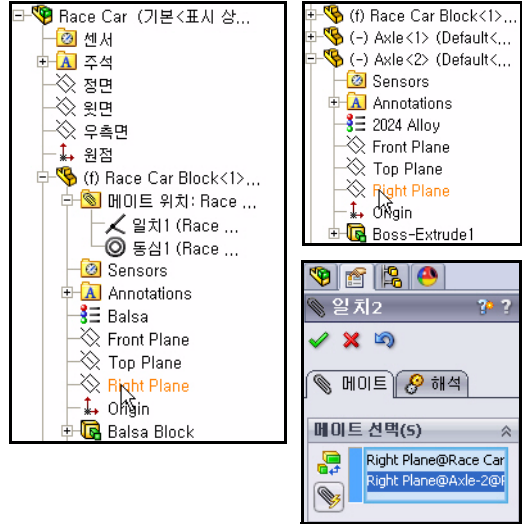 Race Car (기본<표시 상...
센서
주석
정면
윗면
우측면
원점
(f) Race Car Block<1>...
메이트 위치: Race ...
일치1 (Race ...
동심1 (Race ...
Sensors
Annotations
Balsa
Front Plane
Top Plane
Right Plane
Origin
Balsa Block
(f) Race Car Block<1>...
(-) Axle<1> (Default<...
(-) Axle<2> (Default<...
Sensors
Annotations
2024 Alloy
Front Plane
Top Plane
Right Plane
Origin
Boss-Extrude1
일치2
메이트
해석
메이트 선택(S)
Right Plane@Race Car
Right Plane@Axle-2@